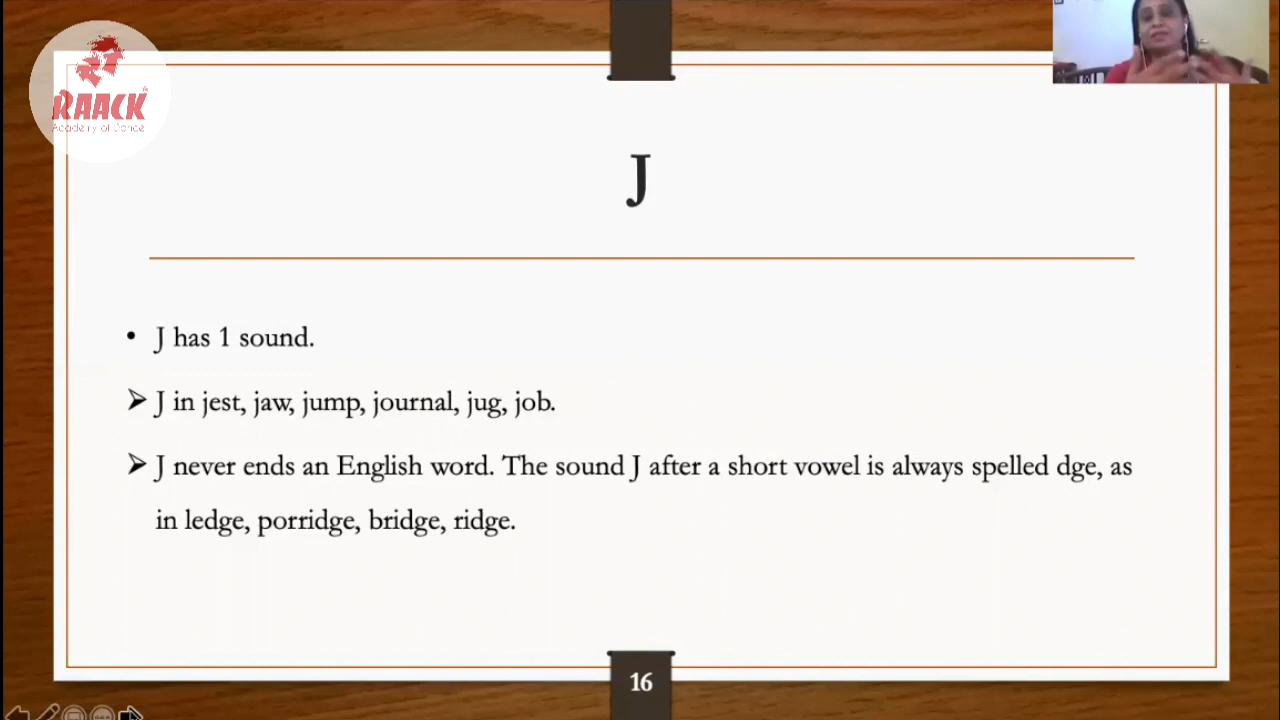 RAACK
Academy of Dance
J
• J has 1 sound.
➢ J in jest, jaw, jump, journal, jug, job.
➢ J never ends an English word. The sound J after a short vowel is always spelled dge, as
in ledge, porridge, bridge, ridge.
16